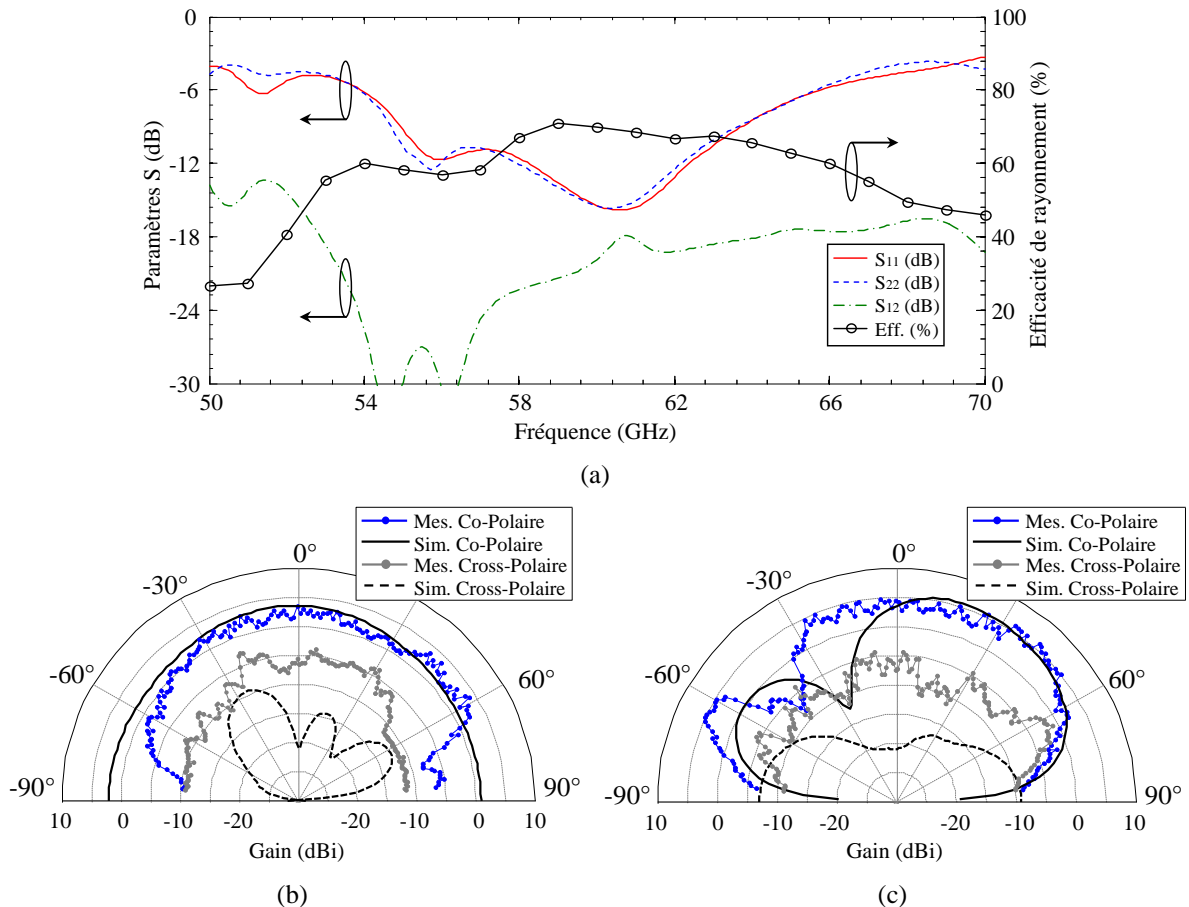 0
-6
-12
-18
-24
-30
Paramètres S (dB)
100
80
60
40
20
0
Efficacité de rayonnement (%)
S11 (dB)
S22 (dB)
S12 (dB)
Eff. (%)
50
54
58
62
66
70
Fréquence (GHz)
(a)
Mes. Co-Polaire
Sim. Co-Polaire
Mes. Cross-Polaire
Sim. Cross-Polaire
0°
-30°
30°
-60°
60°
-90°
90°
10 0 -10 -20 -20 -10 0 10
Gain (dBi)
(b)
Mes. Co-Polaire
Sim. Co-Polaire
Mes. Cross-Polaire
Sim. Cross-Polaire
0°
-30°
30°
-60°
60°
-90°
90°
10 0 -10 -20 -20 -10 0 10
Gain (dBi)
(c)